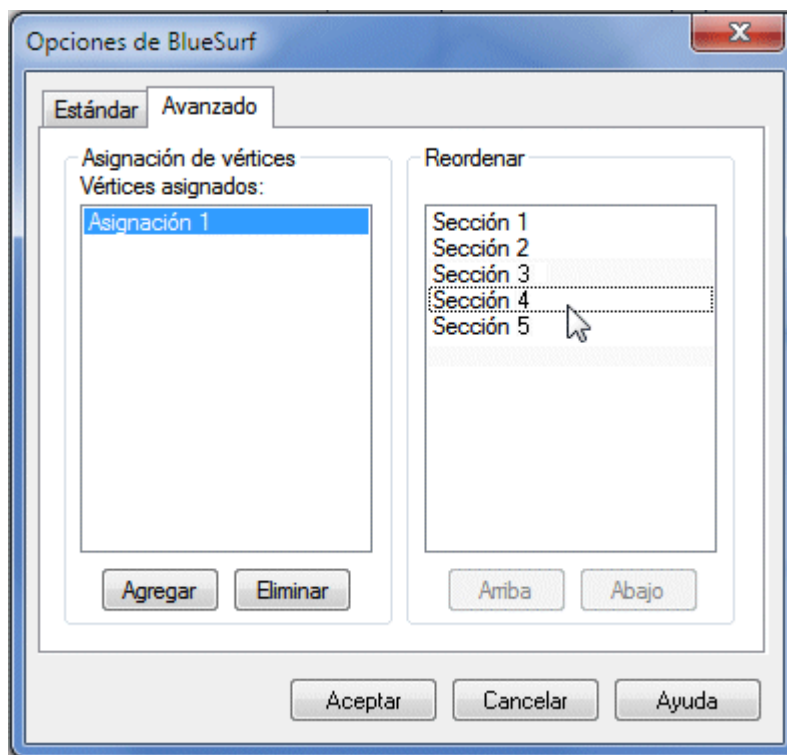 Opciones de BlueSurf
Estándar Avanzado
Asignación de vértices
Vértices asignados:
Asignación 1
Agregar Eliminar
Reordenar
Sección 1
Sección 2
Sección 3
Sección 4
Sección 5
Arriba Abajo
Aceptar Cancelar Ayuda